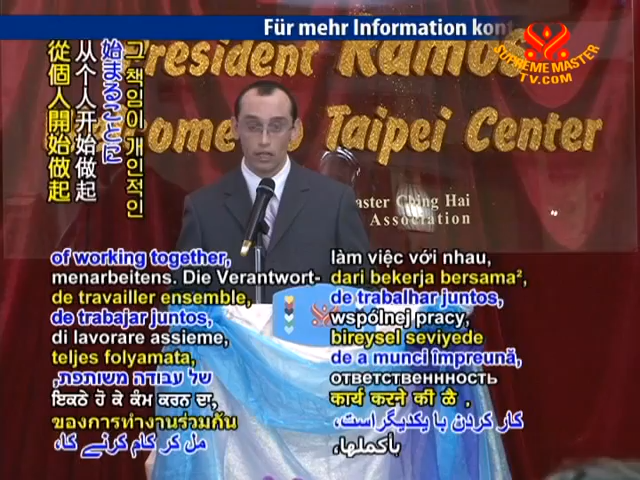 Für mehr Information kont
SUPREME MASTER
TV.COM
President Ramos
ome to Taipei Center
aster Ching Hai
Association
從個人開始做起
从个人开始做起
始まることに
그 책임이 개인적인
of working together,
menarbeitens. Die Verantwort-
de travailler ensemble,
de trabajar juntos,
di lavorare assieme,
teljes folyamata,
של עבודה משותפת,
ਇਕਠੇ ਹੋ ਕੇ ਕੰਮ ਕਰਨ ਦਾ,
ของการทำงานร่วมกัน
مل کر کام کرنے کا،
làm việc với nhau,
dari bekerja bersama²,
de trabalhar juntos,
wspólnej pracy,
bireysel seviyede
de a munci împreună,
ответственнность
कार्य करने की है ,
کار کردن با یکدیگر است،
بأكملها،